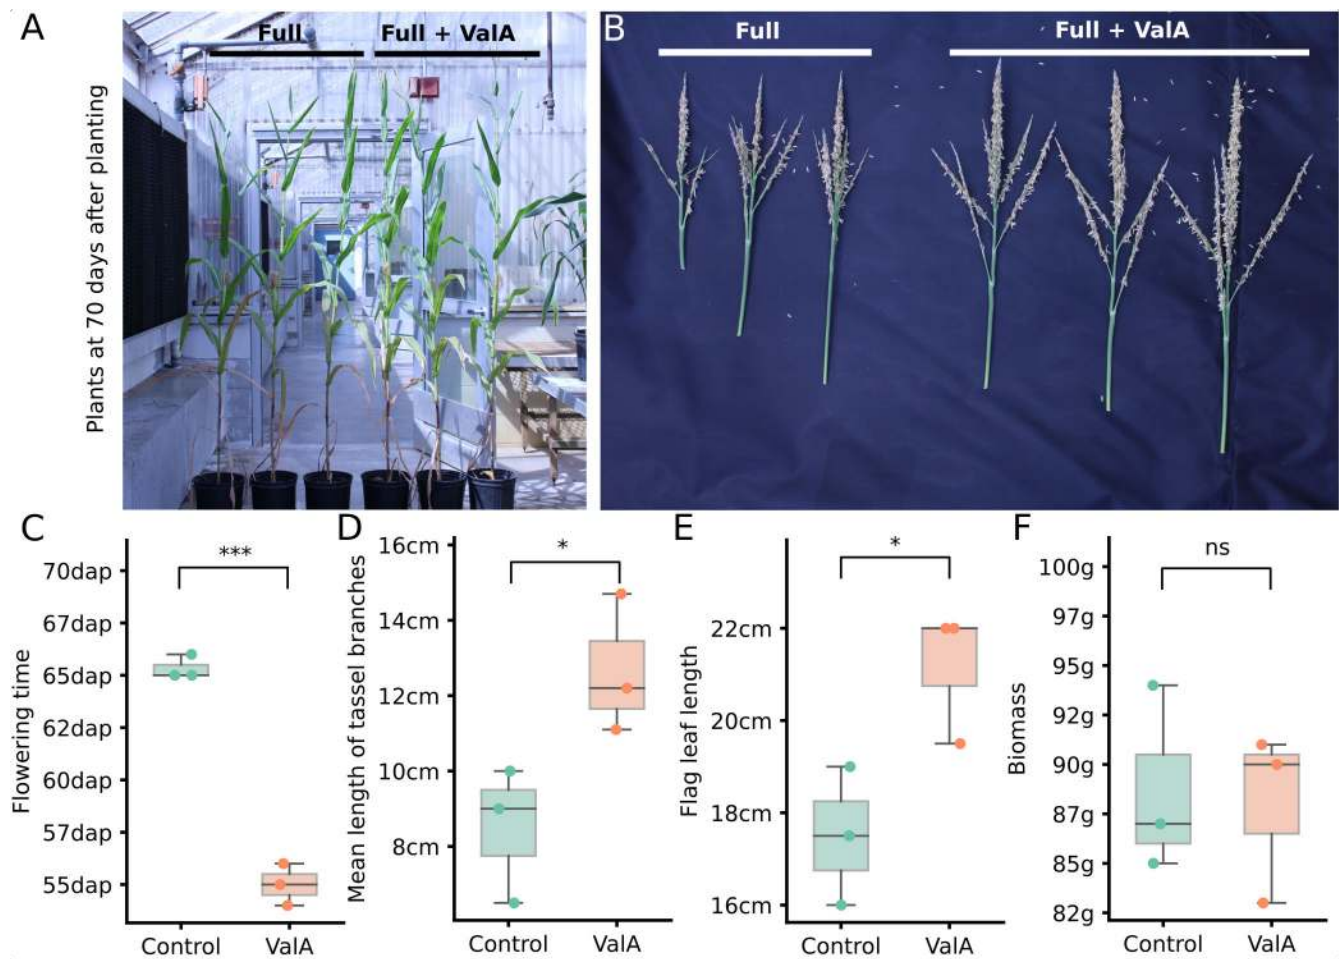 A
Full
Full + ValA
Plants at 70 days after planting
B
Full
Full + ValA
C
***
70dap
67dap
65dap
62dap
60dap
57dap
55dap
Flowering time
Control
ValA
D
*
16cm
14cm
12cm
10cm
8cm
Mean length of tassel branches
Control
ValA
E
*
22cm
20cm
18cm
16cm
Flag leaf length
Control
ValA
F
ns
100g
97g
95g
92g
90g
87g
85g
82g
Biomass
Control
ValA